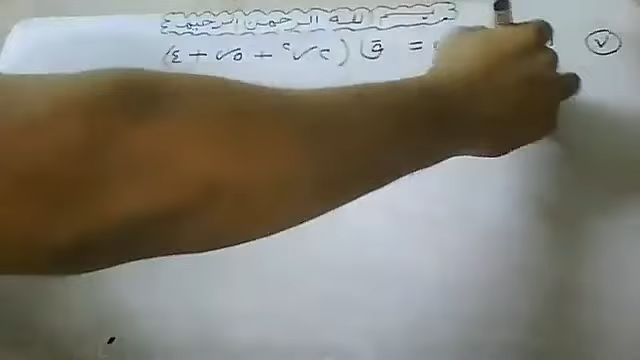 بسم الله الرحمن الرحيم
٧
= ق (٢س٢ + ٥س + ٤)